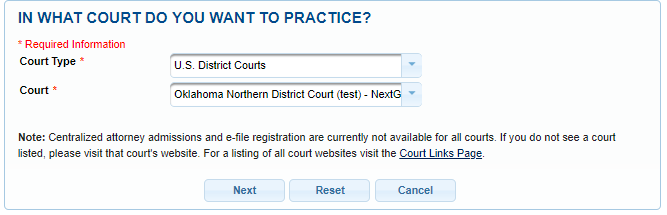 IN WHAT COURT DO YOU WANT TO PRACTICE?
* Required Information
Court Type * U.S. District Courts
Court * Oklahoma Northern District Court (test) - NextG
Note: Centralized attorney admissions and e-file registration are currently not available for all courts. If you do not see a court
listed, please visit that court's website. For a listing of all court websites visit the Court Links Page.
Next Reset Cancel